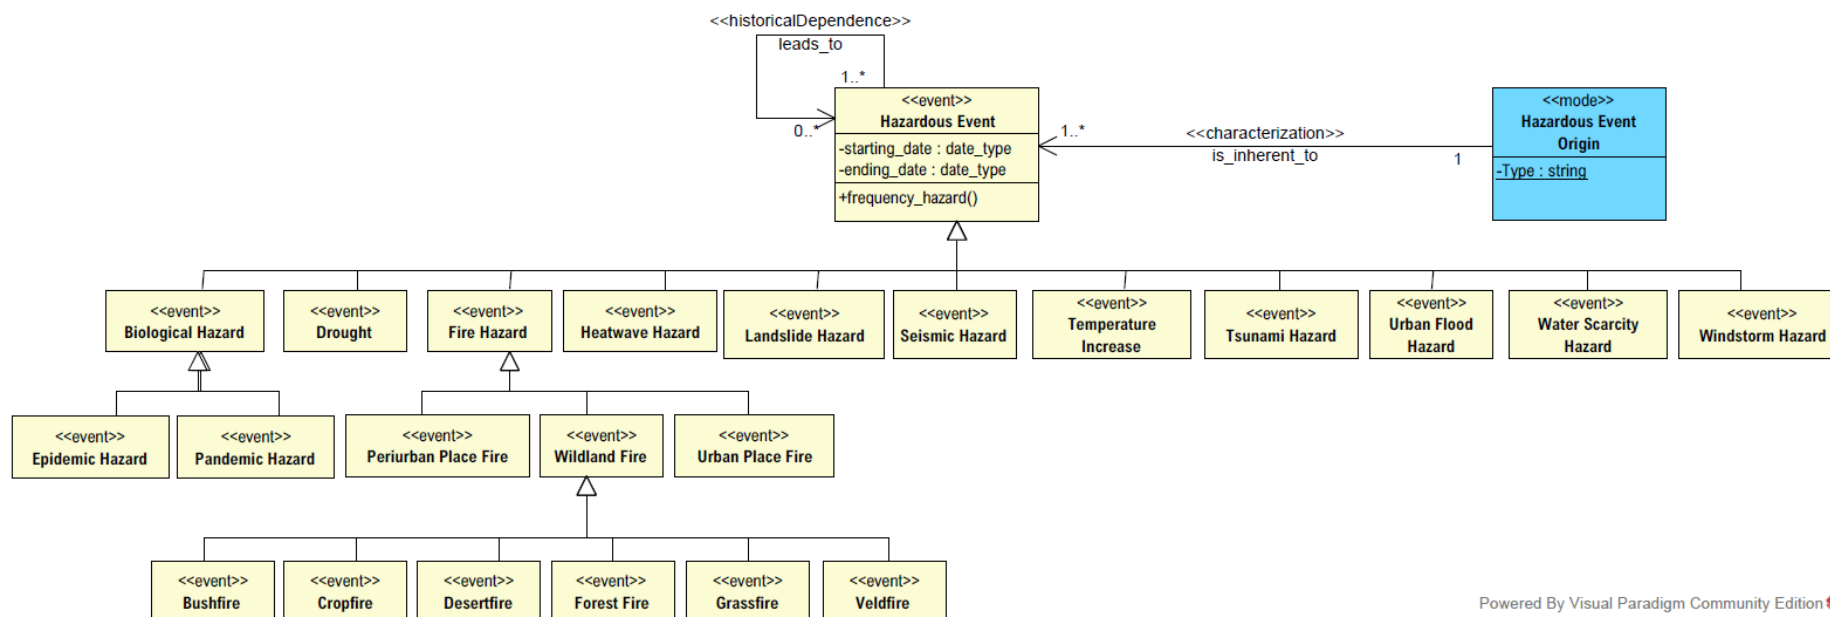 <<historicalDependence>>
leads_to
1..*
0..*
<<event>>
Hazardous Event
-starting_date : date_type
-ending_date : date_type
+frequency_hazard()
1..*
<<characterization>>
is_inherent_to
1
<<mode>>
Hazardous Event
Origin
-Type : string
<<event>>
Biological Hazard
<<event>>
Drought
<<event>>
Fire Hazard
<<event>>
Heatwave Hazard
<<event>>
Landslide Hazard
<<event>>
Seismic Hazard
<<event>>
Temperature
Increase
<<event>>
Tsunami Hazard
<<event>>
Urban Flood
Hazard
<<event>>
Water Scarcity
Hazard
<<event>>
Windstorm Hazard
<<event>>
Epidemic Hazard
<<event>>
Pandemic Hazard
<<event>>
Periurban Place Fire
<<event>>
Wildland Fire
<<event>>
Urban Place Fire
<<event>>
Bushfire
<<event>>
Cropfire
<<event>>
Desertfire
<<event>>
Forest Fire
<<event>>
Grassfire
<<event>>
Veldfire
Powered By Visual Paradigm Community Edition